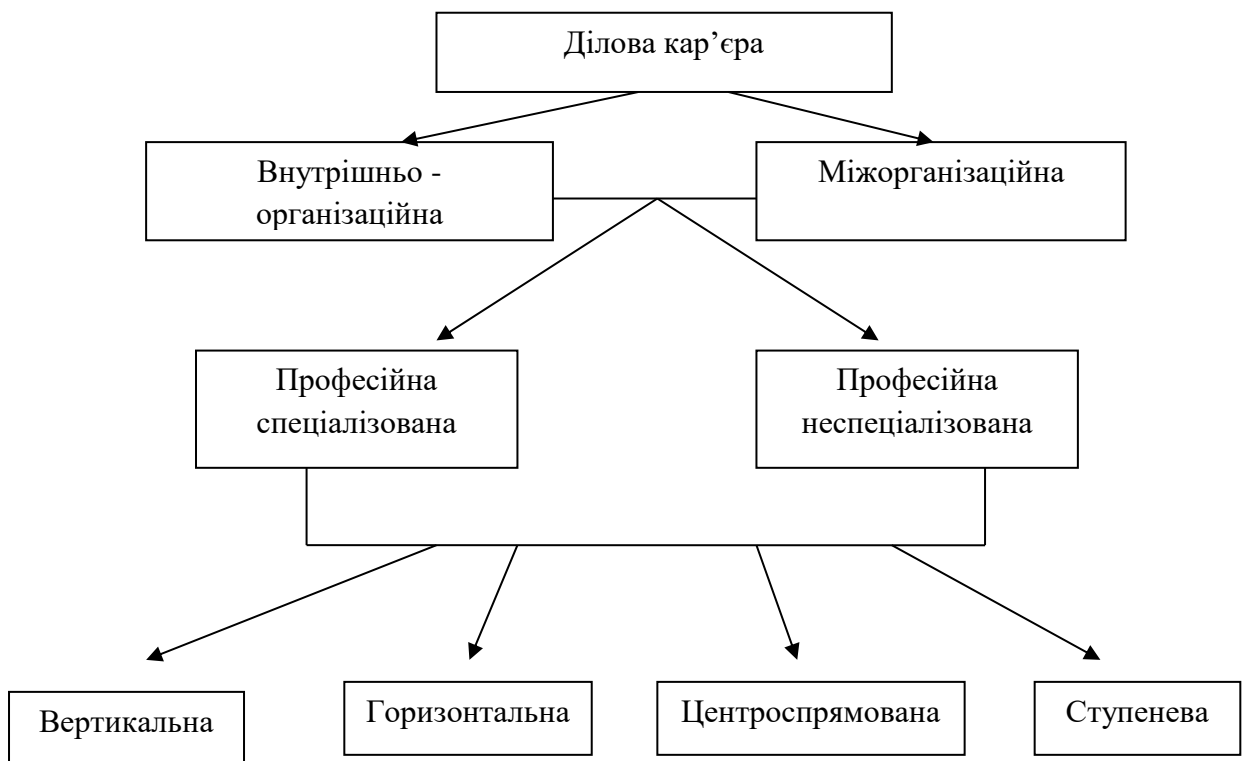 Ділова кар’єра
Внутрішньо -
організаційна
Міжорганізаційна
Професійна
спеціалізована
Професійна
неспеціалізована
Вертикальна
Горизонтальна
Центроспрямована
Ступенева